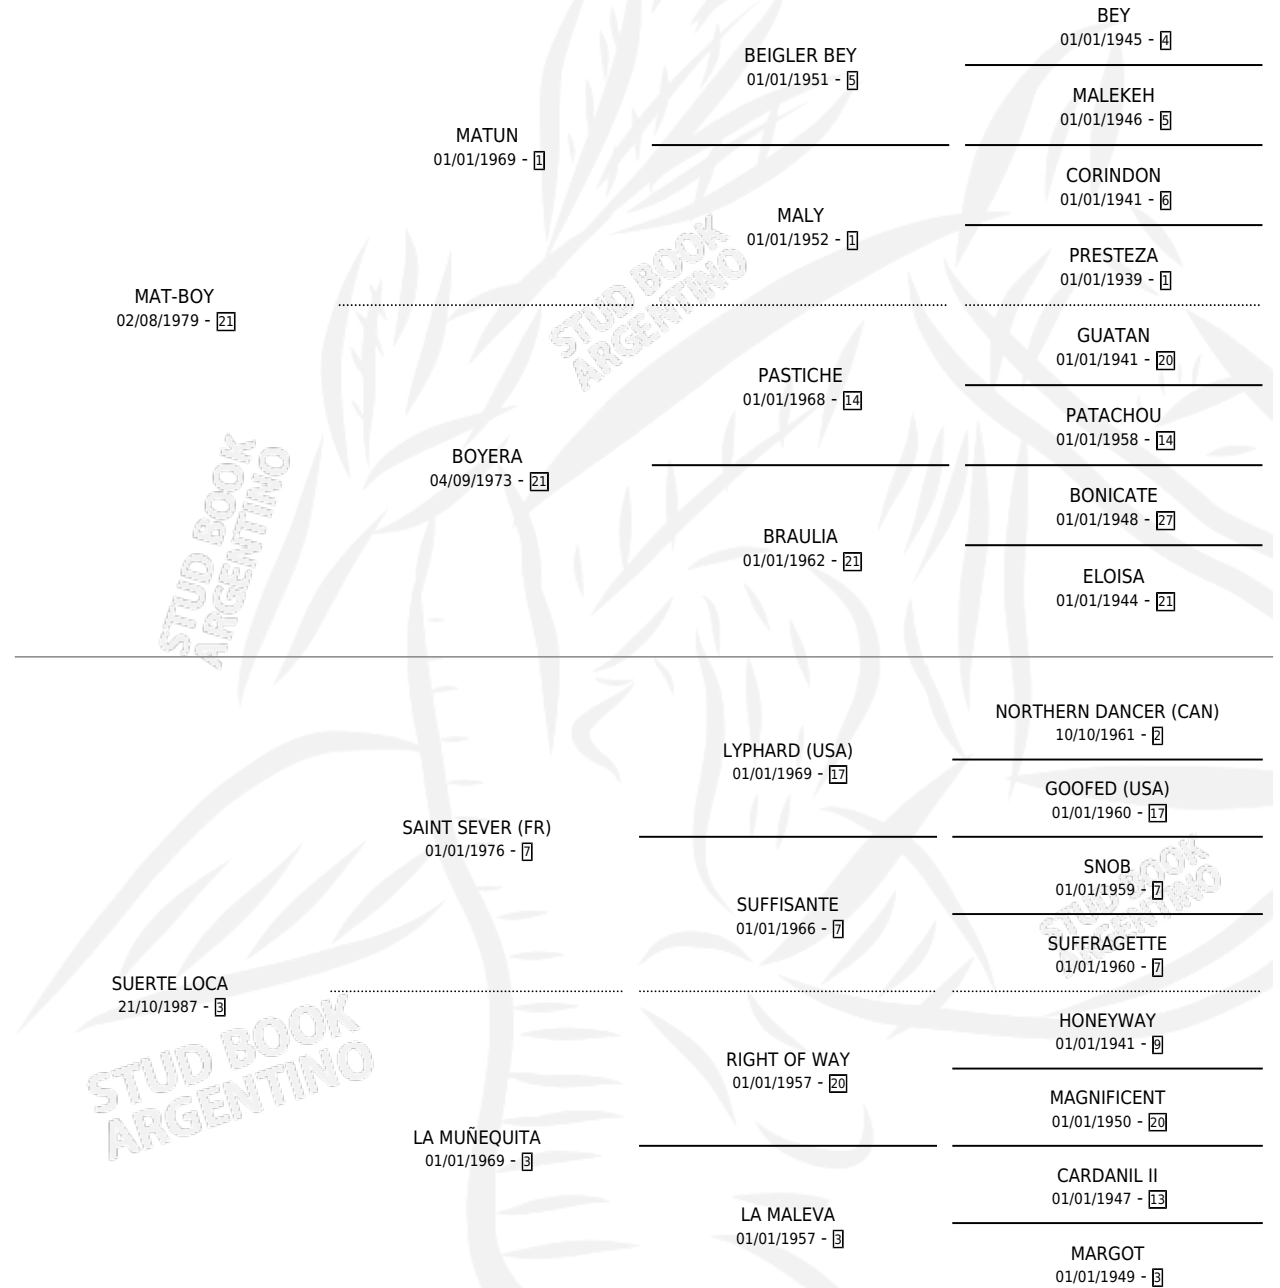 BEY
01/01/1945 - 4
BEIGLER BEY
01/01/1951 - 5
MALEKEH
01/01/1946 - 5
MATUN
01/01/1969 - 1
CORINDON
01/01/1941 - 6
MALY
01/01/1952 - 1
PRESTEZA
01/01/1939 - 1
MAT-BOY
02/08/1979 - 21
GUATAN
01/01/1941 - 20
PASTICHE
01/01/1968 - 14
PATACHOU
01/01/1958 - 14
BOYERA
04/09/1973 - 21
BONICATE
01/01/1948 - 27
BRAULIA
01/01/1962 - 21
ELOISA
01/01/1944 - 21
STUD BOOK
ARGENTINO
STUD BOOK
ARGENTINO
NORTHERN DANCER (CAN)
10/10/1961 - 2
LYPHARD (USA)
01/01/1969 - 17
GOOFED (USA)
01/01/1960 - 17
SAINT SEVER (FR)
01/01/1976 - 7
SNOB
01/01/1959 - 7
SUFFISANTE
01/01/1966 - 7
SUFFRAGETTE
01/01/1960 - 7
SUERTE LOCA
21/10/1987 - 3
HONEYWAY
01/01/1941 - 9
RIGHT OF WAY
01/01/1957 - 20
MAGNIFICENT
01/01/1950 - 20
LA MUÑEQUITA
01/01/1969 - 3
CARDANIL II
01/01/1947 - 13
LA MALEVA
01/01/1957 - 3
MARGOT
01/01/1949 - 3
STUD BOOK
ARGENTINO
STUD BOOK
ARGENTINO